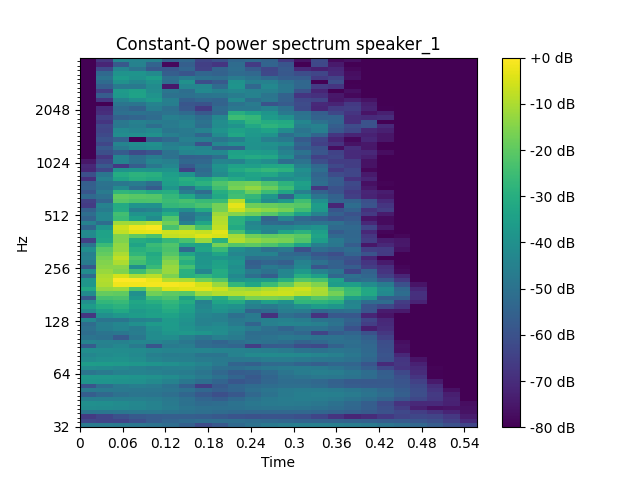 Constant-Q power spectrum speaker_1
Hz
2048
1024
512
256
128
64
32
0
0.06
0.12
0.18
0.24
0.3
0.36
0.42
0.48
0.54
Time
+0 dB
-10 dB
-20 dB
-30 dB
-40 dB
-50 dB
-60 dB
-70 dB
-80 dB